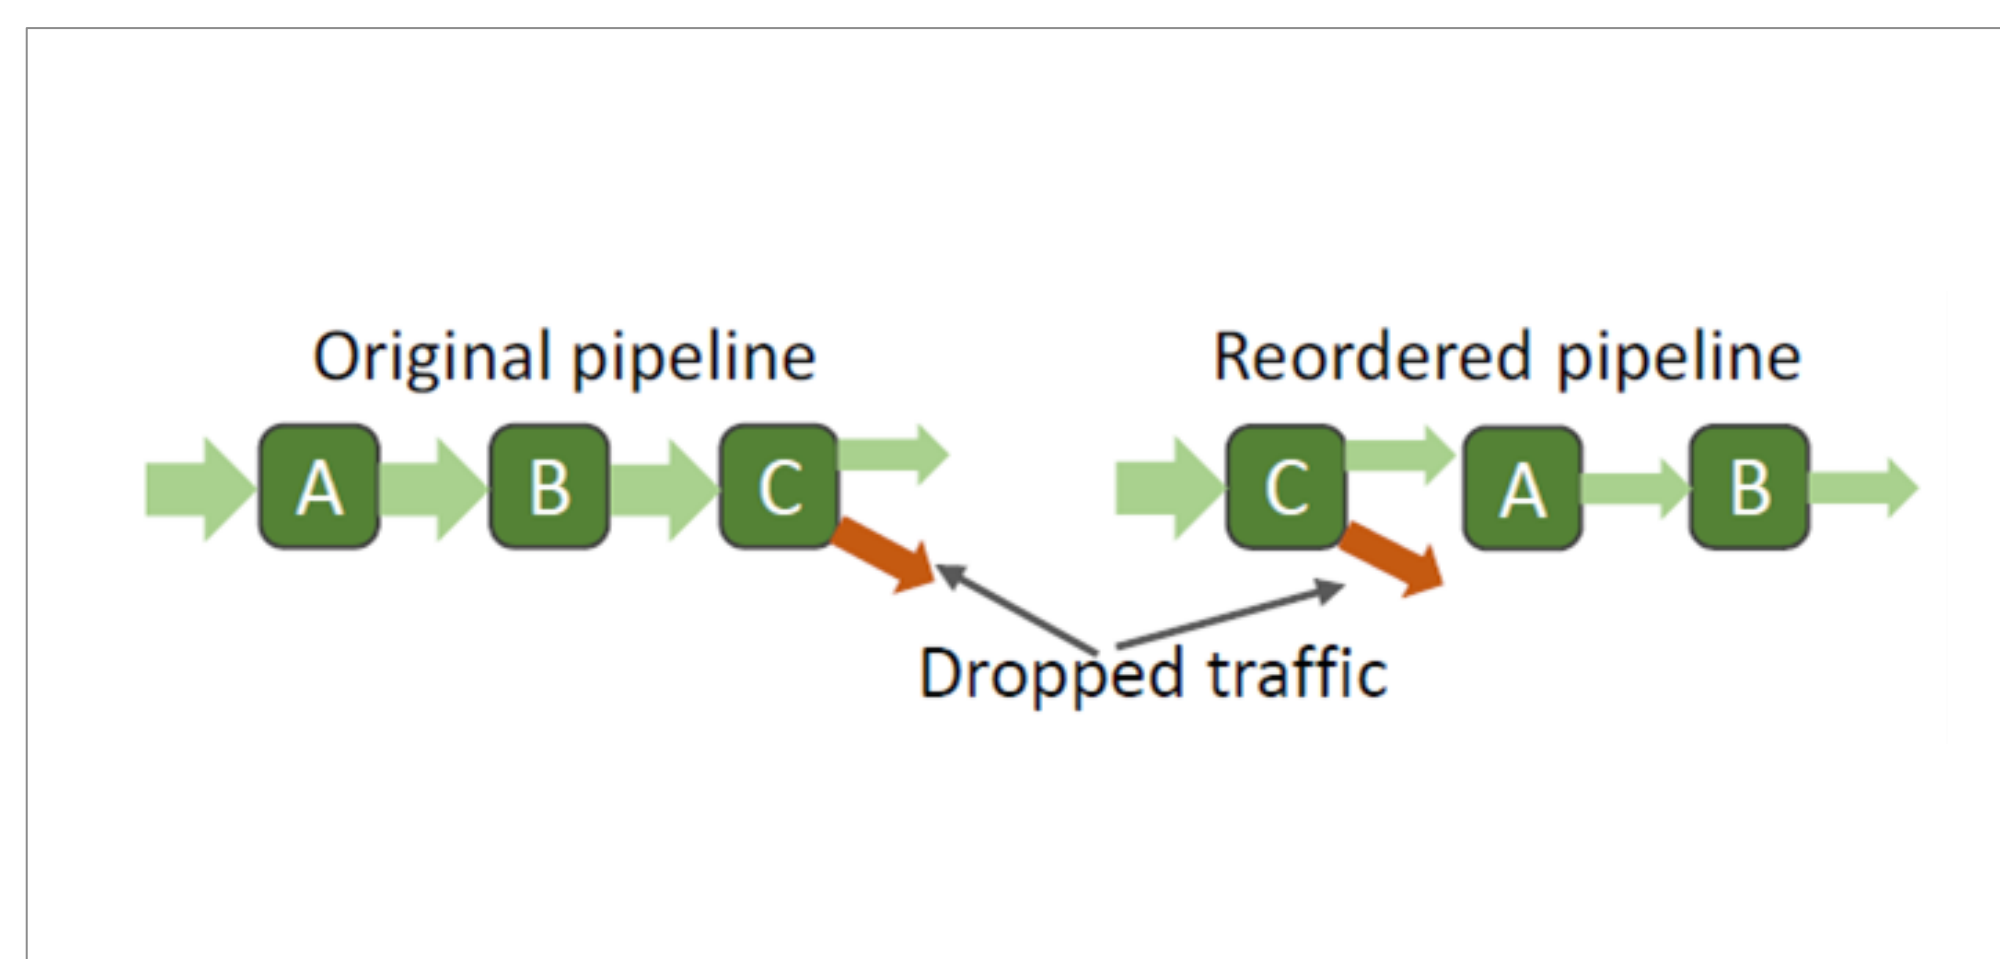 Original pipeline
A B C
Reordered pipeline
C A B
Dropped traffic